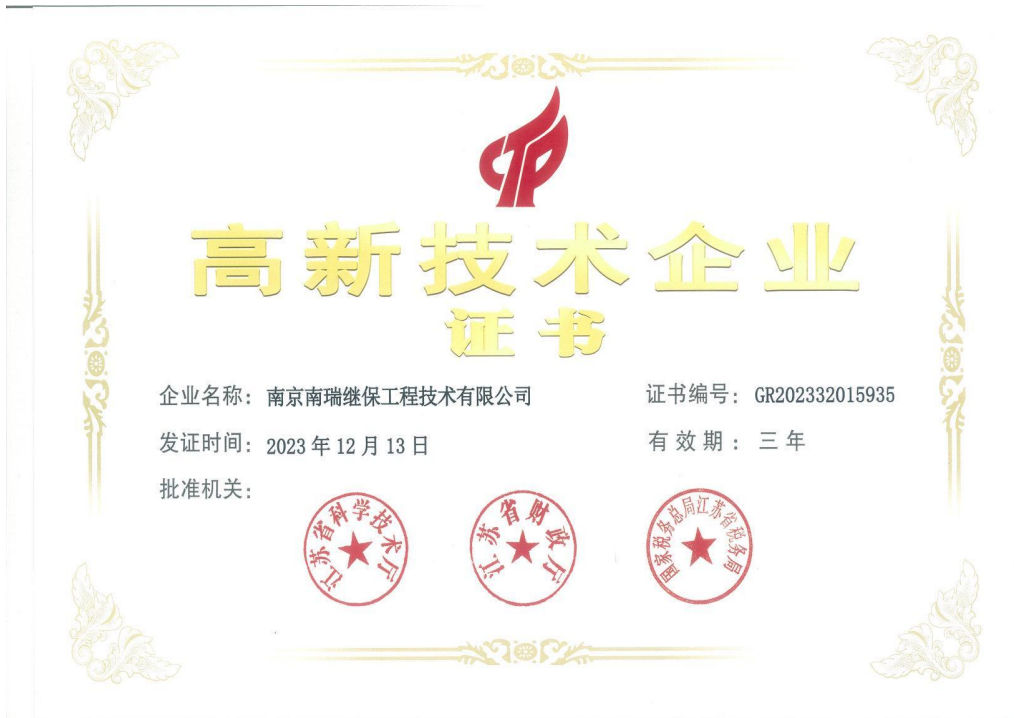 高新技术企业
证书
企业名称：南京南瑞继保工程技术有限公司
证书编号：GR202332015935
发证时间：2023年12月13日
有效期：三年
批准机关：
江苏省科学技术厅
江苏省财政厅
国家税务总局江苏省税务局